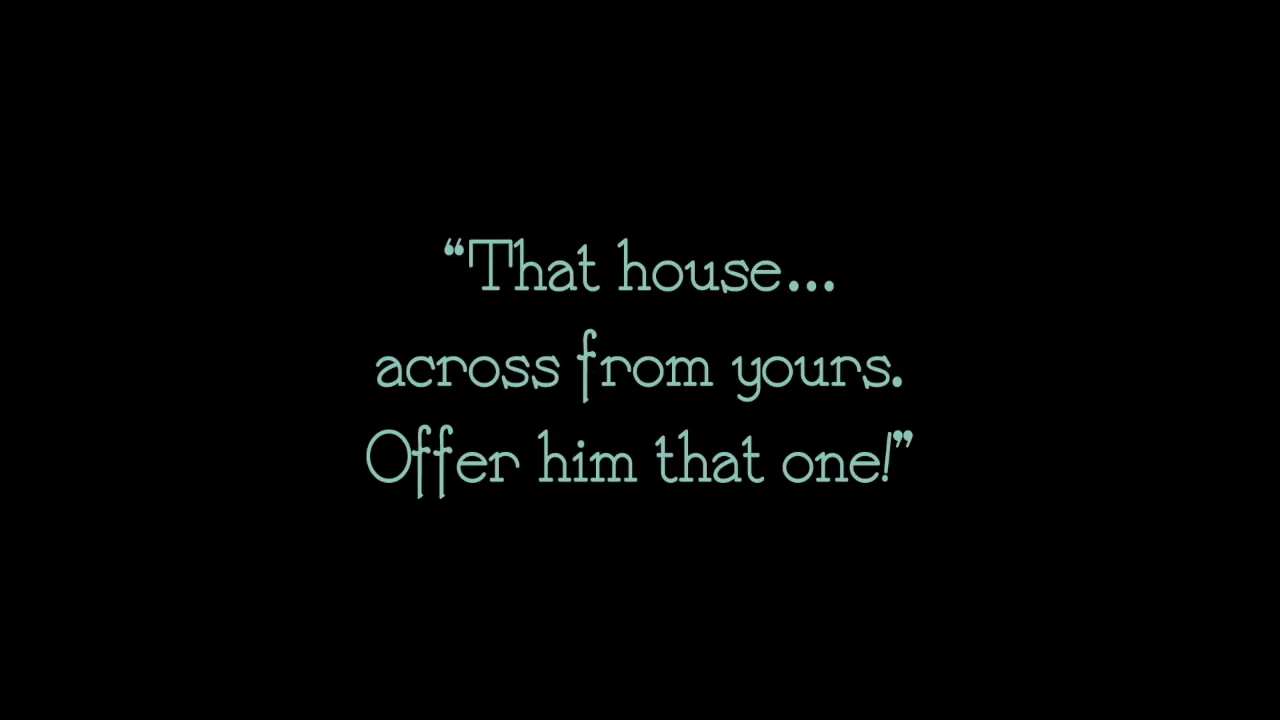 “That house...
across from yours.
Offer him that one!”